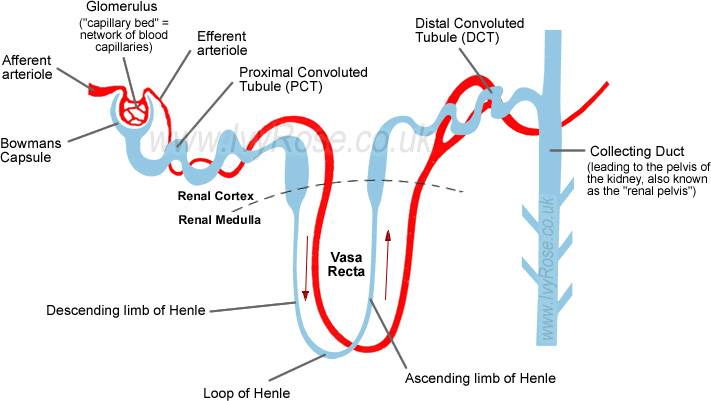 Glomerulus
("capillary bed" =
network of blood
capillaries)
Efferent
arteriole
Distal Convoluted
Tubule (DCT)
Afferent
arteriole
Proximal Convoluted
Tubule (PCT)
www.IvyRose.co.uk
Bowmans
Capsule
Collecting Duct
(leading to the pelvis of
the kidney, also known
as the "renal pelvis")
Renal Cortex
Renal Medulla
Vasa
Recta
www.IvyRose.co.uk
Descending limb of Henle
Ascending limb of Henle
Loop of Henle